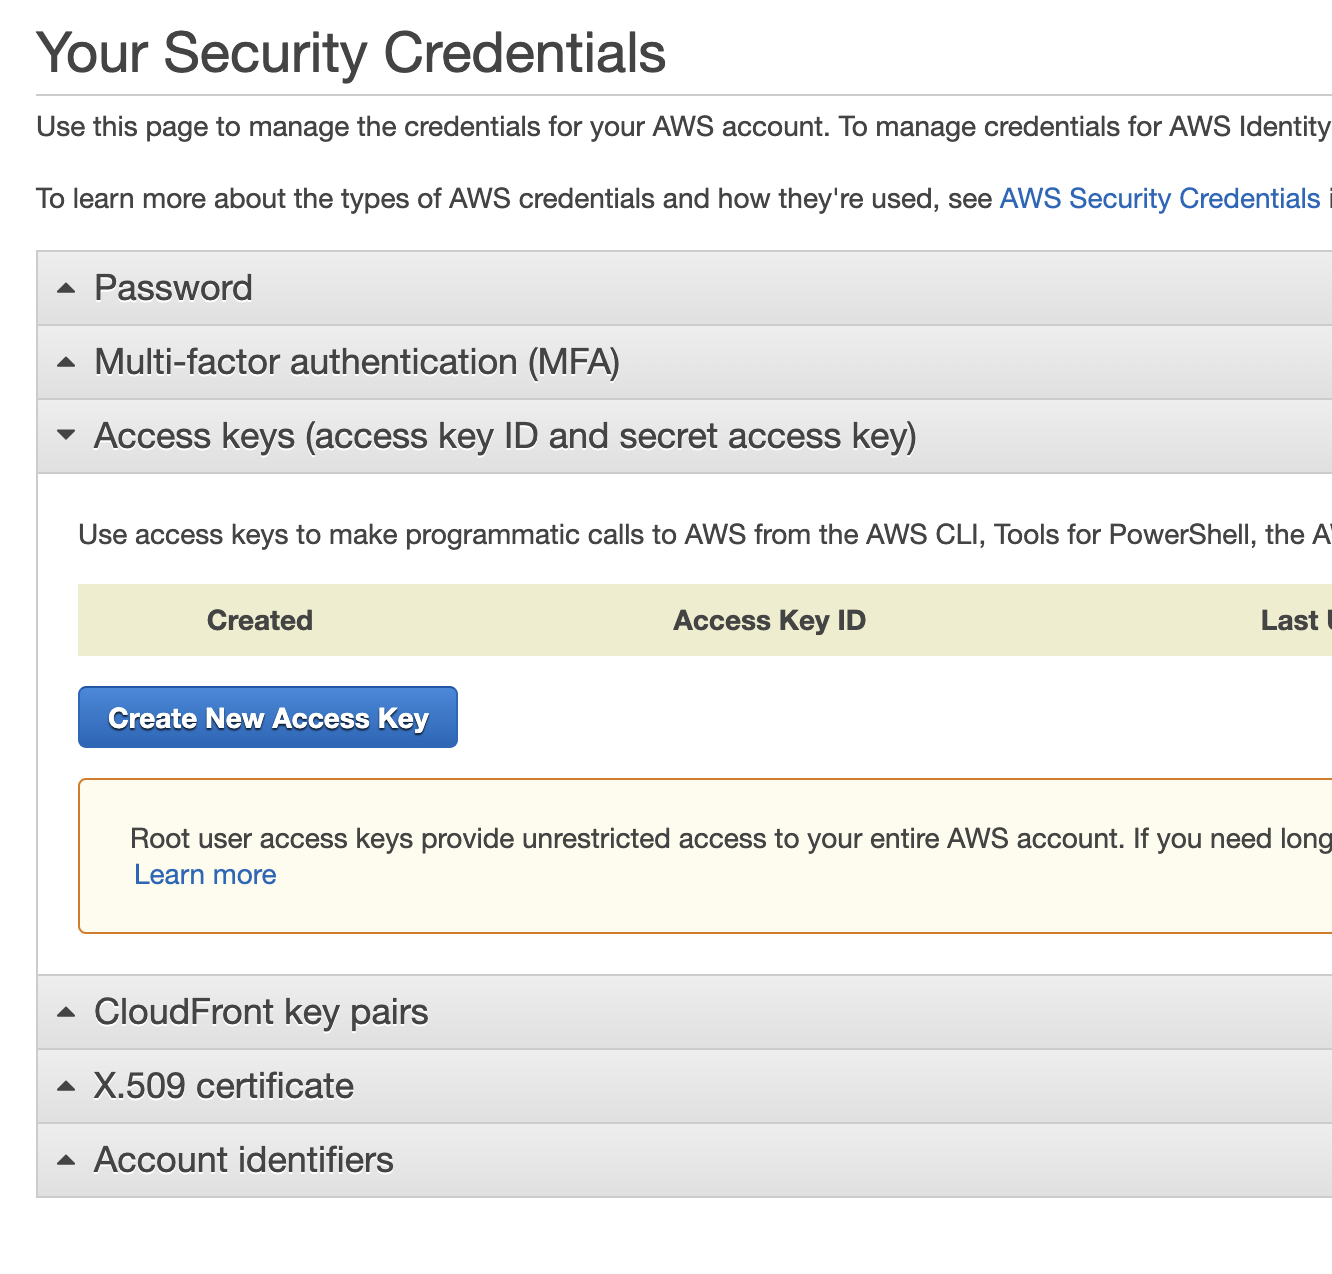 Your Security Credentials
Use this page to manage the credentials for your AWS account. To manage credentials for AWS Identity
To learn more about the types of AWS credentials and how they're used, see AWS Security Credentials
Password
Multi-factor authentication (MFA)
Access keys (access key ID and secret access key)
Use access keys to make programmatic calls to AWS from the AWS CLI, Tools for PowerShell, the
Created Access Key ID Last
Create New Access Key
Root user access keys provide unrestricted access to your entire AWS account. If you need long
Learn more
CloudFront key pairs
X.509 certificate
Account identifiers